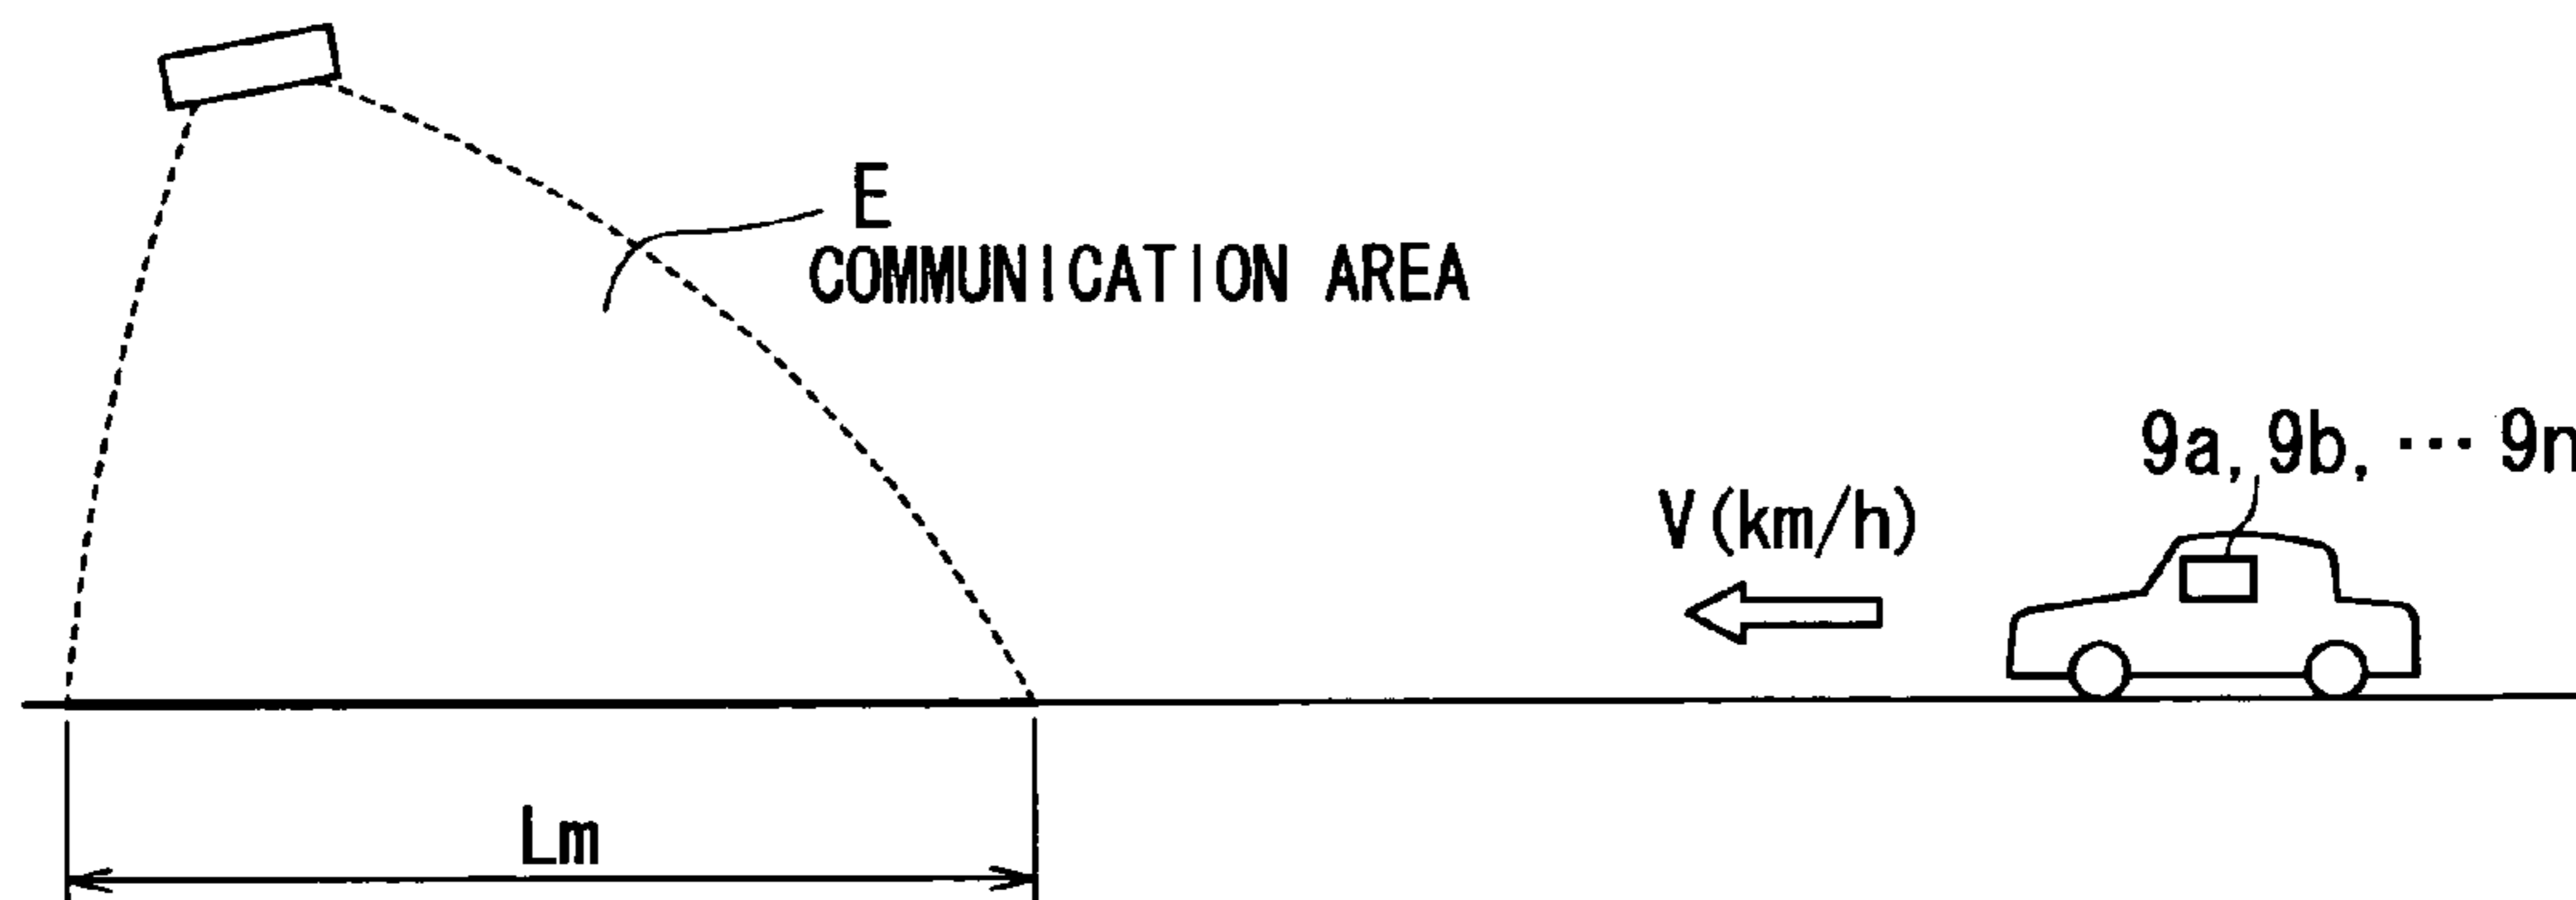 E
COMMUNICATION AREA
9a, 9b, ··· 9n
V(km/h)
Lm